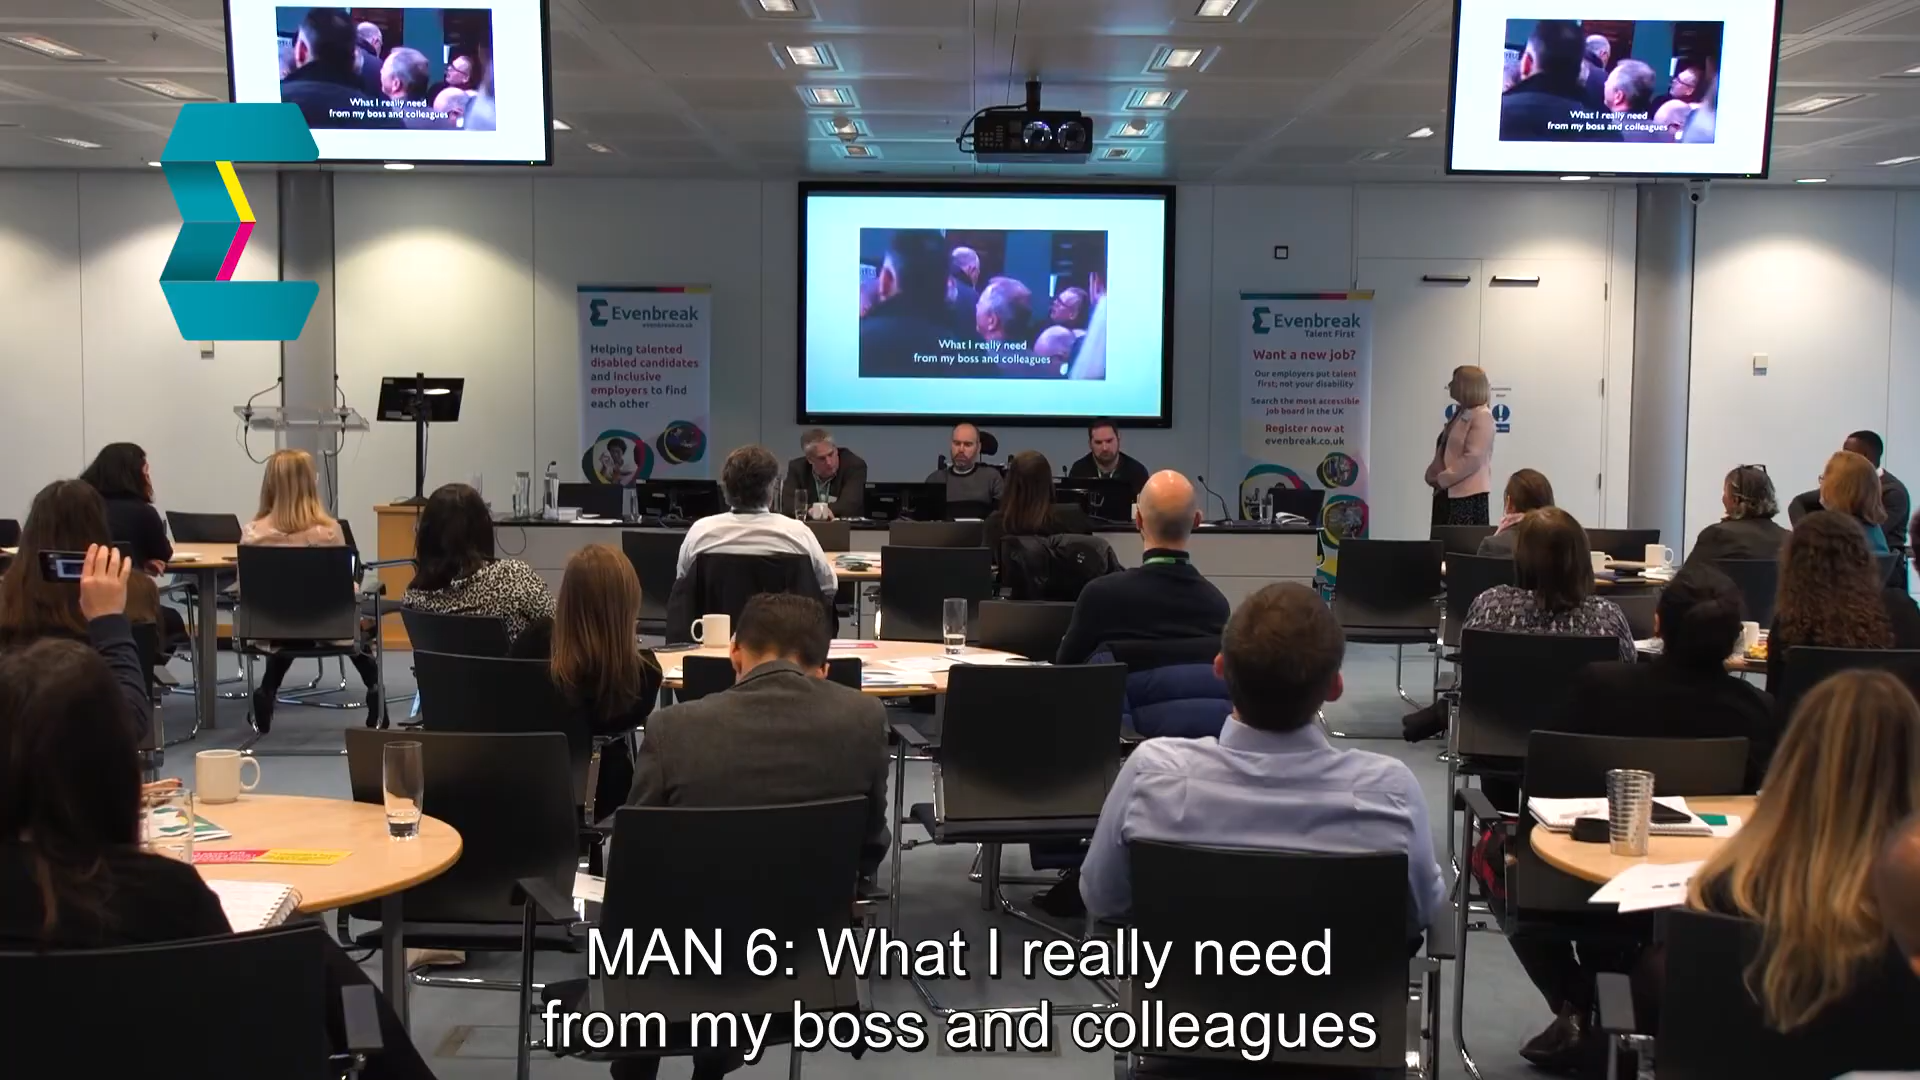 What I really need
from my boss and colleagues
What I really need
from my boss and colleagues
What I really need
from my boss and colleagues
Evenbreak
evenbreak.co.uk
Helping talented
disabled candidates
and inclusive
employers to find
each other
Evenbreak
Talent First
Want a new job?
Our employers put talent
first, not your disability
Search the most accessible
job board in the UK
Register now at
evenbreak.co.uk
MAN 6: What I really need
from my boss and colleagues